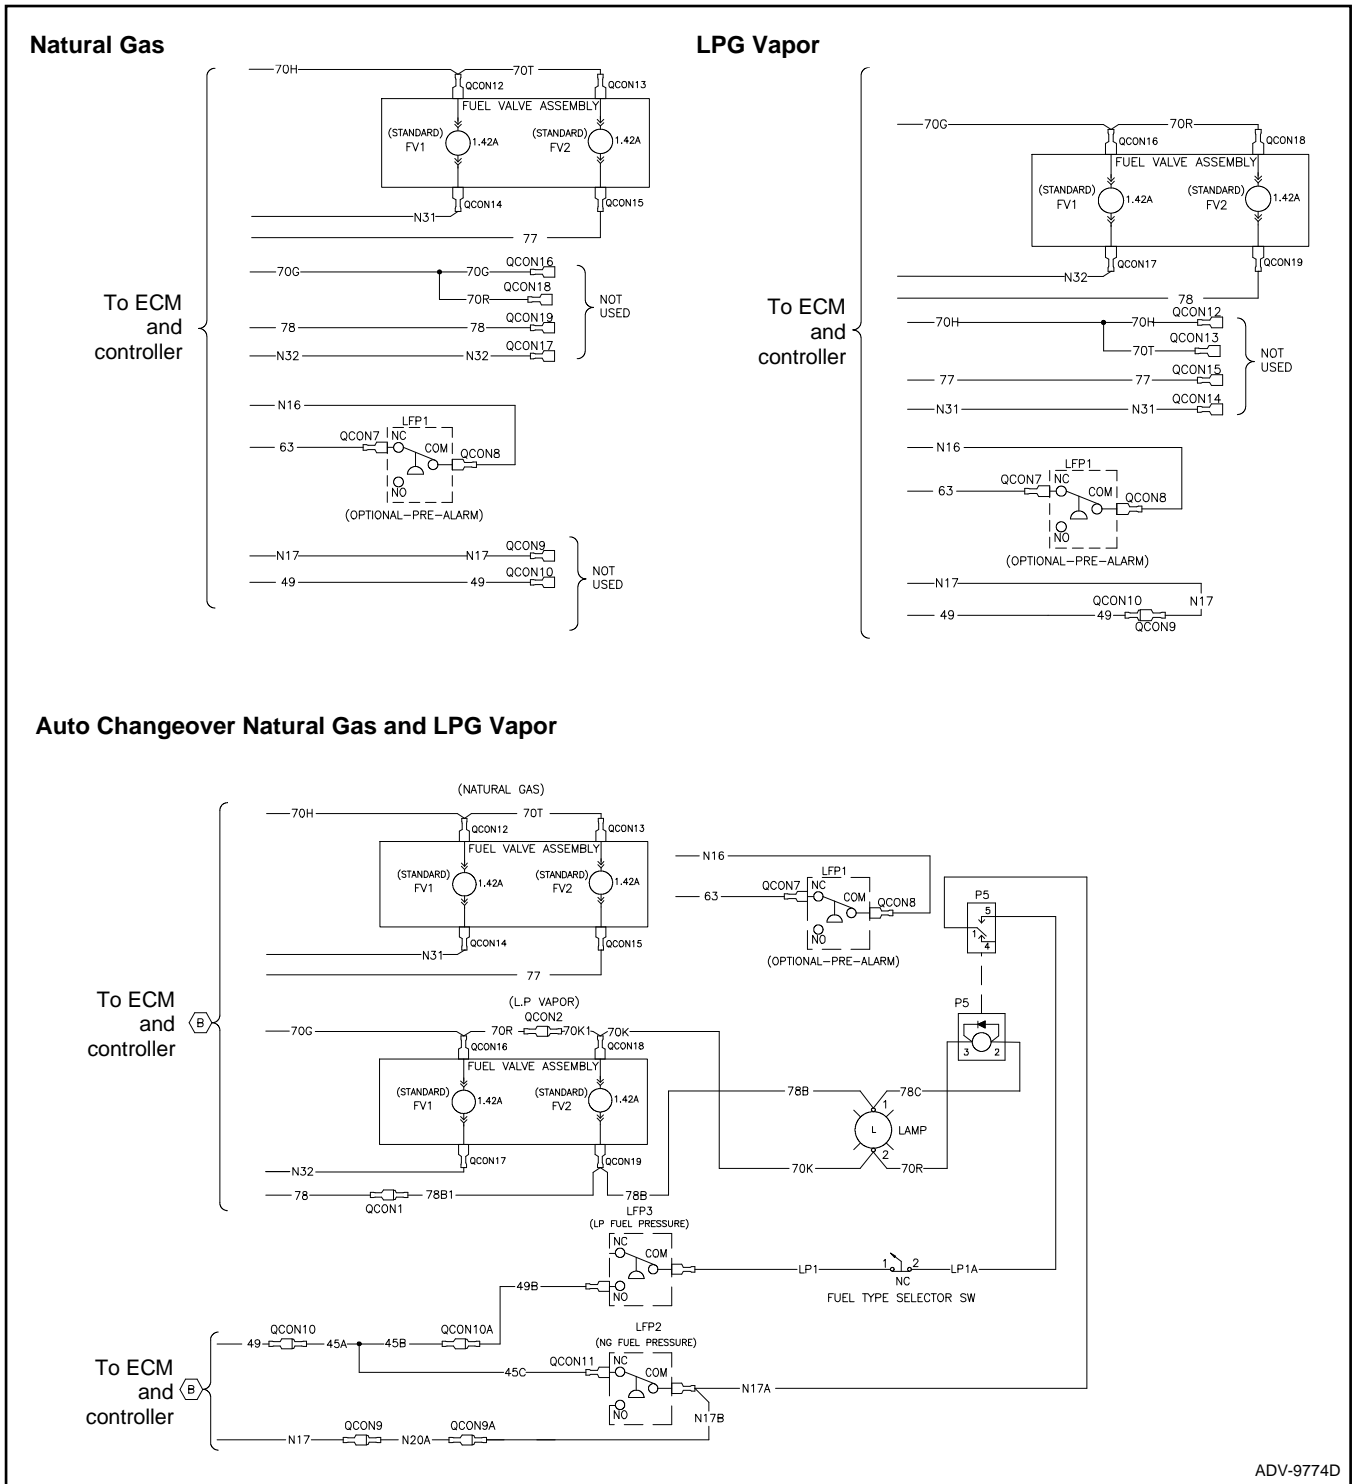 Natural Gas
70H
70T
QCON12
QCON13
FUEL VALVE ASSEMBLY
(STANDARD)
FV1
1.42A
FV2
1.42A
QCON14
QCON15
N31
77
To ECM
and
controller
70G
70G
QCON16
70R
QCON18
78
78
QCON19
N32
N32
QCON17
NOT
USED
N16
63
QCON7
LFP1
NC
COM
NO
QCON8
(OPTIONAL-PRE-ALARM)
N17
N17
QCON9
49
49
QCON10
NOT
USED
LPG Vapor
70G
70R
QCON16
QCON18
FUEL VALVE ASSEMBLY
(STANDARD)
FV1
1.42A
(STANDARD)
FV2
1.42A
QCON17
QCON19
N32
78
To ECM
and
controller
70H
70H
QCON12
70T
QCON13
77
77
QCON15
N31
N31
QCON14
NOT
USED
N16
63
QCON7
LFP1
NC
COM
NO
QCON8
(OPTIONAL-PRE-ALARM)
N17
N17
49
49
QCON10
QCON9
Auto Changeover Natural Gas and LPG Vapor
(NATURAL GAS)
70H
70T
QCON12
QCON13
FUEL VALVE ASSEMBLY
(STANDARD)
FV1
1.42A
(STANDARD)
FV2
1.42A
QCON14
QCON15
N31
77
N16
63
QCON7
LFP1
NC
COM
NO
QCON8
(OPTIONAL-PRE-ALARM)
P5
5
1
4
To ECM
and
controller
B
(L.P VAPOR)
70G
70R
QCON2
70K1
70K
QCON16
QCON18
FUEL VALVE ASSEMBLY
(STANDARD)
FV1
1.42A
(STANDARD)
FV2
1.42A
QCON17
QCON19
N32
78
QCON1
78B1
78B
P5
3
2
78B
78C
1
L
LAMP
2
70K
70R
LFP3
(LP FUEL PRESSURE)
NC
COM
NO
49B
LP1
1
2
NC
LP1A
FUEL TYPE SELECTOR SW
To ECM
and
controller
B
49
QCON10
45A
45B
QCON10A
45C
QCON11
LFP2
(NG FUEL PRESSURE)
NC
COM
NO
N17A
N17B
N17
QCON9
N20A
QCON9A
ADV-9774D